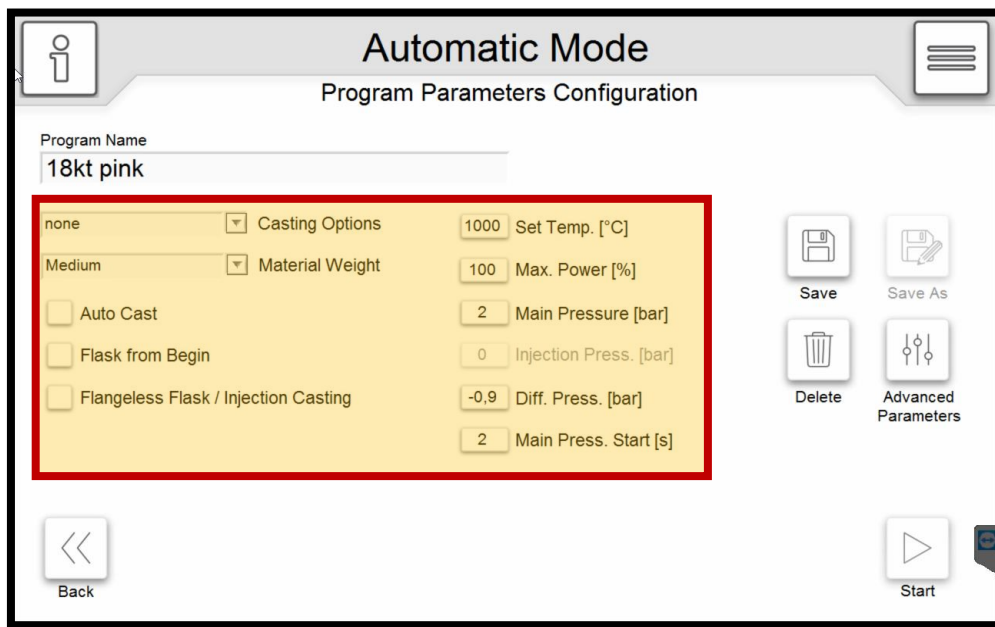 Automatic Mode
Program Parameters Configuration
Program Name
18kt pink
none Casting Options
Medium Material Weight
Auto Cast
Flask from Begin
Flangeless Flask / Injection Casting
1000 Set Temp. [°C]
100 Max. Power [%]
2 Main Pressure [bar]
0 Injection Press. [bar]
-0,9 Diff. Press. [bar]
2 Main Press. Start [s]
Save
Save As
Delete
Advanced
Parameters
Back
Start